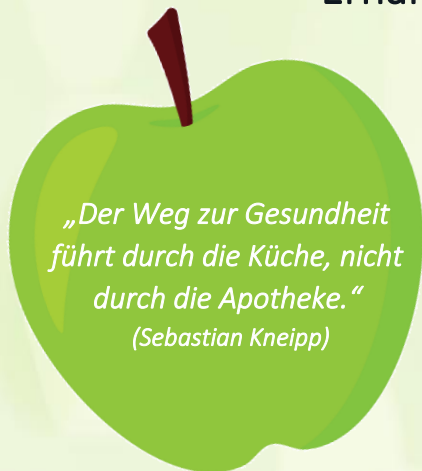 „Der Weg zur Gesundheit
führt durch die Küche, nicht
durch die Apotheke.“
(Sebastian Kneipp)